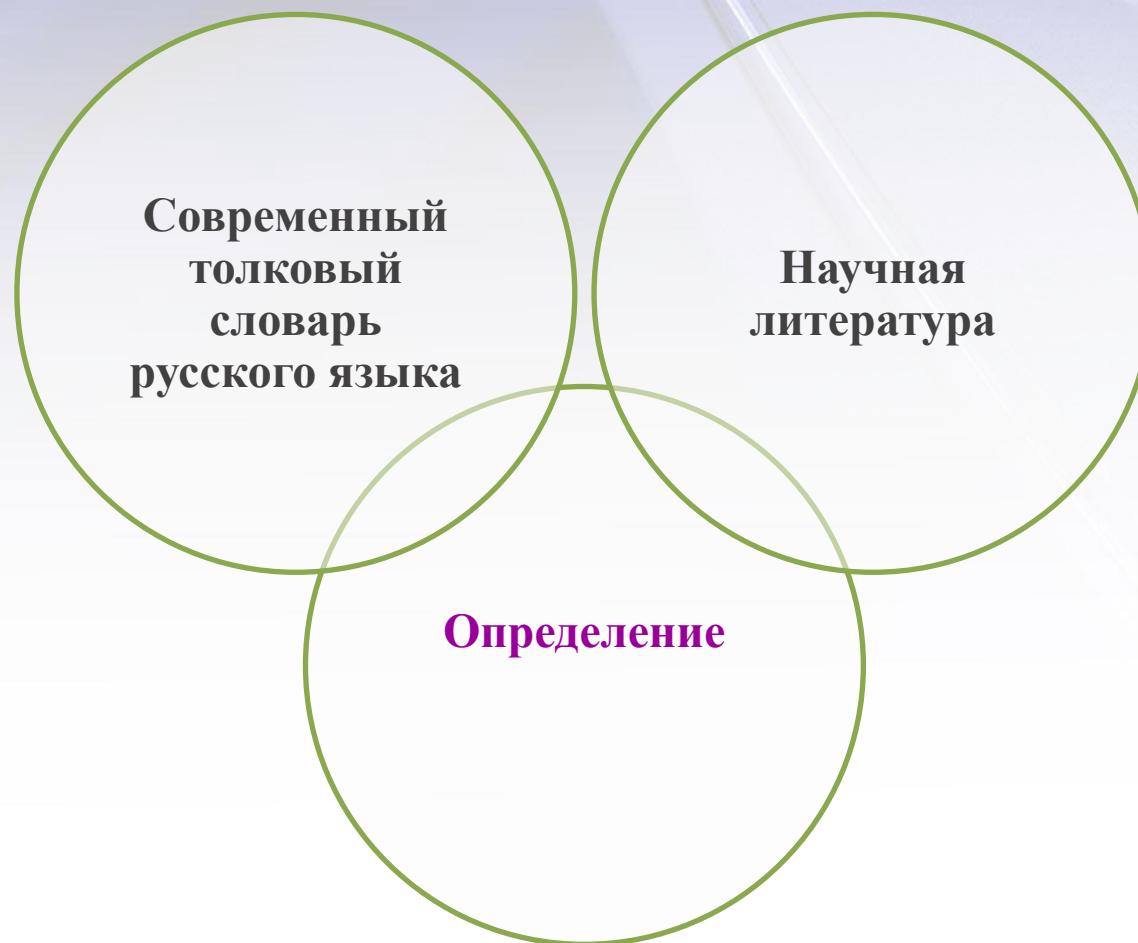 Современный
толковый
словарь
русского языка
Научная
литература
Определение